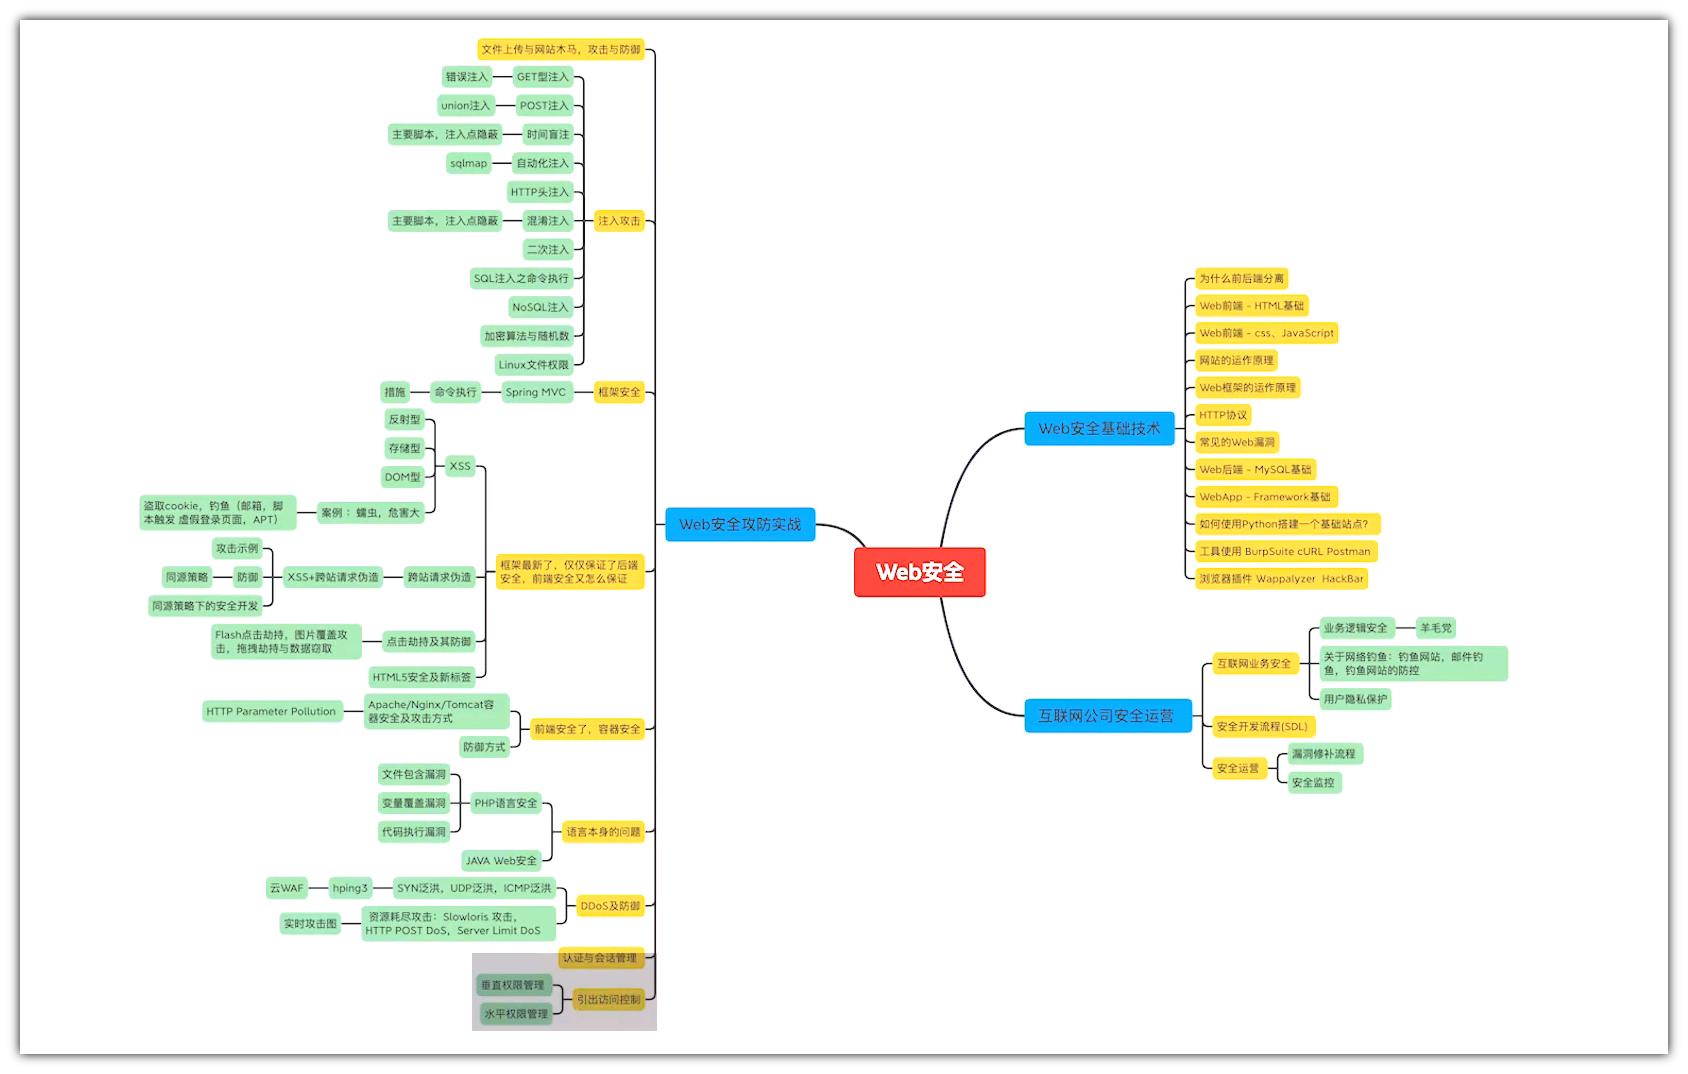 文件上传与网站木马，攻击与防御
错误注入
GET型注入
union注入
POST注入
主要脚本，注入点隐蔽
时间盲注
sqlmap
自动化注入
HTTP头注入
主要脚本，注入点隐蔽
混淆注入
注入攻击
二次注入
SQL注入之命令执行
NoSQL注入
加密算法与随机数
Linux文件权限
措施
命令执行
Spring MVC
框架安全
反射型
存储型
DOM型
XSS
盗取cookie，钓鱼（邮箱，脚
本触发 虚假登录页面，APT）
案例：蠕虫，危害大
攻击示例
同源策略
防御
同源策略下的安全开发
XSS+跨站请求伪造
跨站请求伪造
框架最新了，仅仅保证了后端
安全，前端安全又怎么保证
Flash点击劫持，图片覆盖攻
击，拖拽劫持与数据窃取
点击劫持及其防御
HTML5安全及新标签
HTTP Parameter Pollution
Apache/Nginx/Tomcat容
器安全及攻击方式
防御方式
前端安全了，容器安全
文件包含漏洞
变量覆盖漏洞
代码执行漏洞
PHP语言安全
JAVA Web安全
语言本身的问题
云WAF
hping3
SYN泛洪，UDP泛洪，ICMP泛洪
实时攻击图
资源耗尽攻击：Slowloris 攻击，
HTTP POST DoS，Server Limit DoS
DDoS及防御
认证与会话管理
垂直权限管理
水平权限管理
引出访问控制
Web安全攻防实战
Web安全
Web安全基础技术
为什么前后端分离
Web前端 - HTML基础
Web前端 - css、JavaScript
网站的运作原理
Web框架的运作原理
HTTP协议
常见的Web漏洞
Web后端 - MySQL基础
WebApp - Framework基础
如何使用Python搭建一个基础站点？
工具使用 BurpSuite cURL Postman
浏览器插件 Wappalyzer HackBar
互联网公司安全运营
互联网业务安全
业务逻辑安全
羊毛党
关于网络钓鱼：钓鱼网站，邮件钓
鱼，钓鱼网站的防控
用户隐私保护
安全开发流程(SDL)
安全运营
漏洞修补流程
安全监控